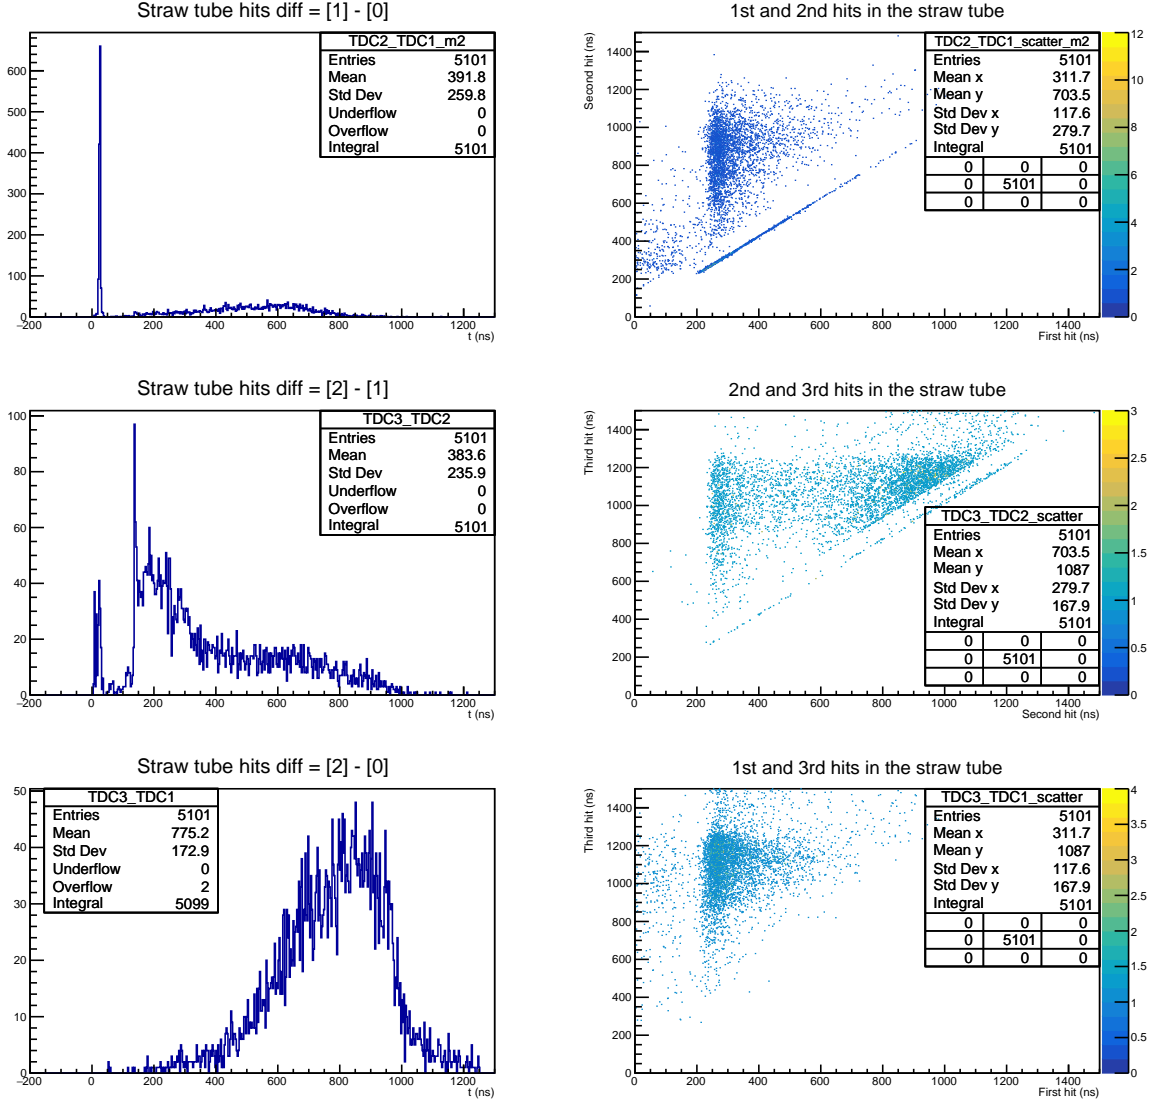 Straw tube hits diff = [1] - [0]
TDC2_TDC1_m2
Entries 5101
Mean 391.8
Std Dev 259.8
Underflow 0
Overflow 0
Integral 5101
600
500
400
300
200
100
0
−200 0 200 400 600 800 1000 1200
t (ns)
1st and 2nd hits in the straw tube
Second hit (ns)
TDC2_TDC1_scatter_m2
Entries 5101
Mean x 311.7
Mean y 703.5
Std Dev x 117.6
Std Dev y 279.7
Integral 5101
0 0 0
0 5101 0
0 0 0
1400
1200
1000
800
600
400
200
0
0 200 400 600 800 1000 1200 1400
First hit (ns)
12
10
8
6
4
2
0
Straw tube hits diff = [2] - [1]
TDC3_TDC2
Entries 5101
Mean 383.6
Std Dev 235.9
Underflow 0
Overflow 0
Integral 5101
100
80
60
40
20
0
−200 0 200 400 600 800 1000 1200
t (ns)
2nd and 3rd hits in the straw tube
Third hit (ns)
TDC3_TDC2_scatter
Entries 5101
Mean x 703.5
Mean y 1087
Std Dev x 279.7
Std Dev y 167.9
Integral 5101
0 0 0
0 5101 0
0 0 0
1400
1200
1000
800
600
400
200
0
0 200 400 600 800 1000 1200 1400
Second hit (ns)
3
2.5
2
1.5
1
0.5
0
Straw tube hits diff = [2] - [0]
TDC3_TDC1
Entries 5101
Mean 775.2
Std Dev 172.9
Underflow 0
Overflow 2
Integral 5099
50
40
30
20
10
0
−200 0 200 400 600 800 1000 1200
t (ns)
1st and 3rd hits in the straw tube
Third hit (ns)
TDC3_TDC1_scatter
Entries 5101
Mean x 311.7
Mean y 1087
Std Dev x 117.6
Std Dev y 167.9
Integral 5101
0 0 0
0 5101 0
0 0 0
1400
1200
1000
800
600
400
200
0
0 200 400 600 800 1000 1200 1400
First hit (ns)
4
3.5
3
2.5
2
1.5
1
0.5
0